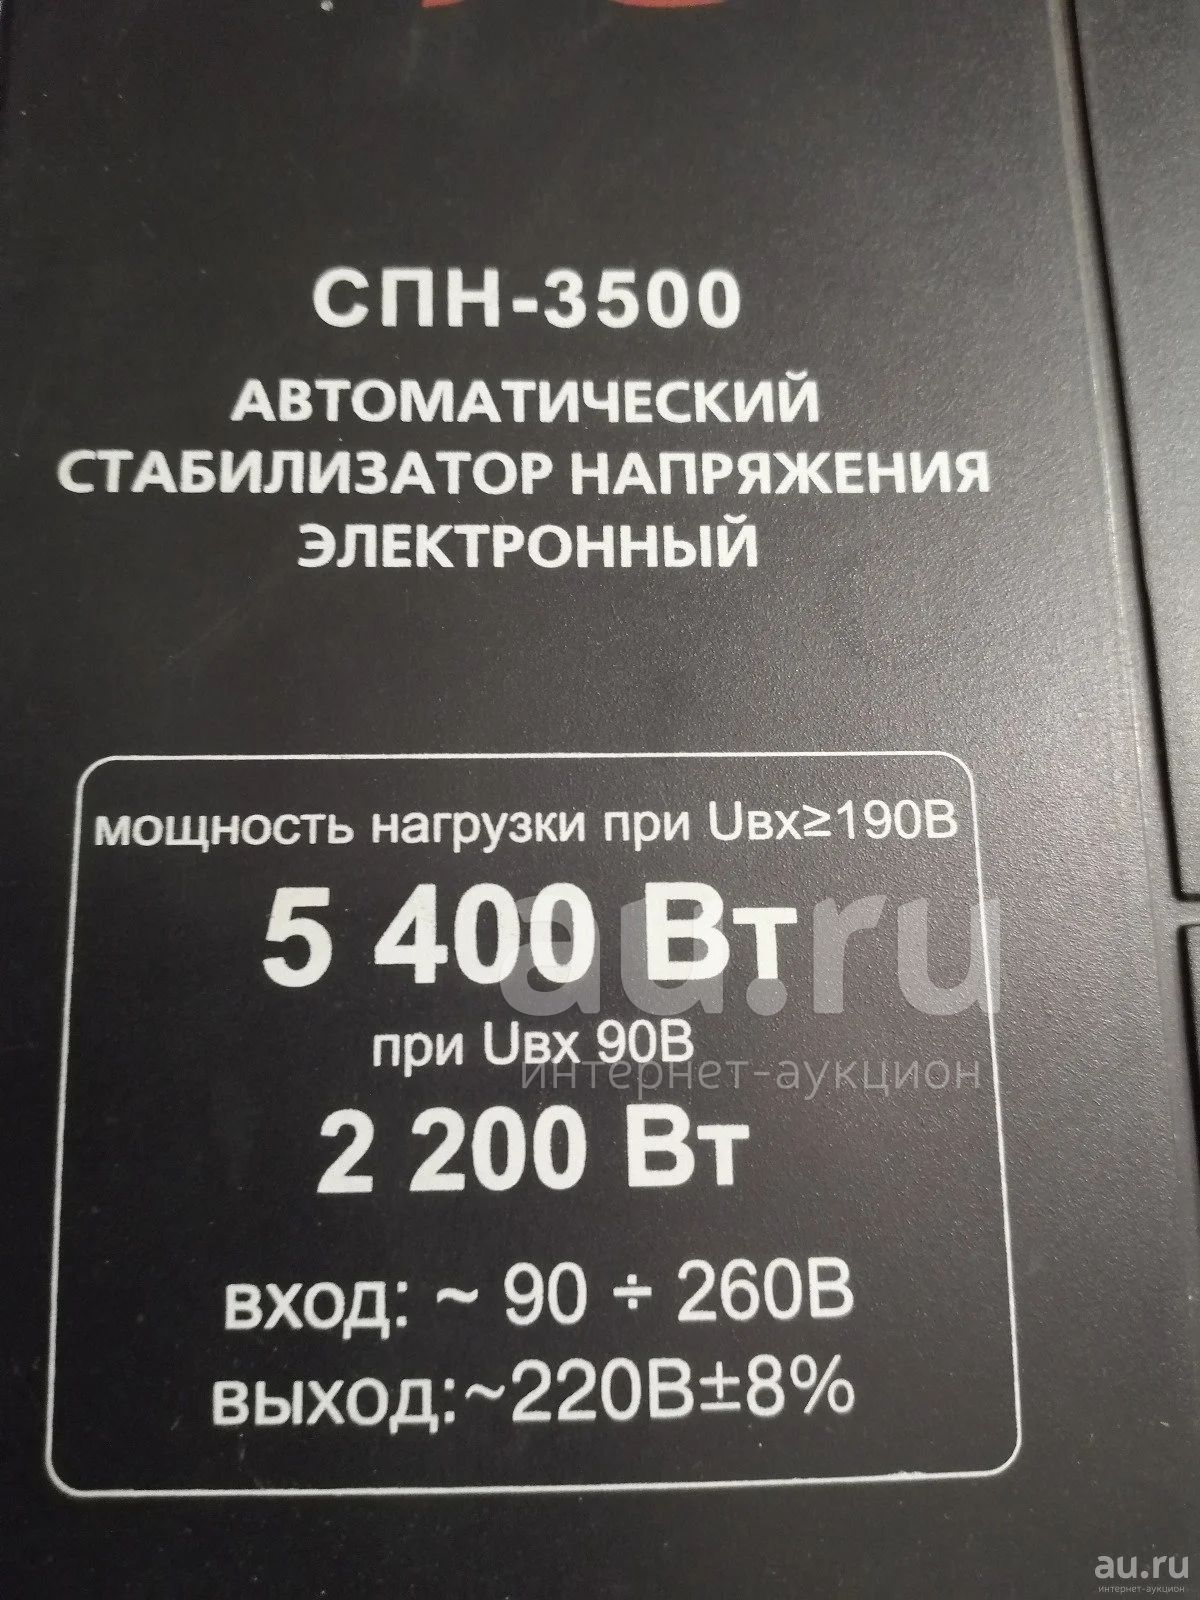 СПН-3500
АВТОМАТИЧЕСКИЙ
СТАБИЛИЗАТОР НАПРЯЖЕНИЯ
ЭЛЕКТРОННЫЙ
мощность нагрузки при Uвх≥190В
5 400 Вт
au.ru
при Uвх 90В
интернет-аукцион
2 200 Вт
вход: ~ 90 ÷ 260В
выход:~220В±8%
au.ru
интернет-аукцион